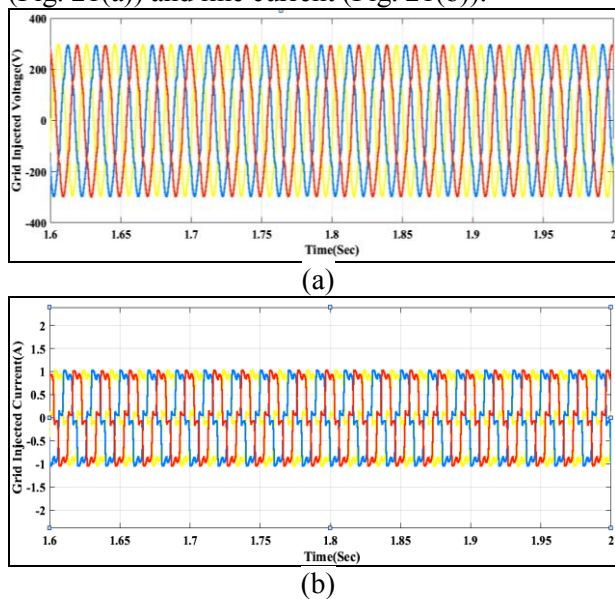 (Fig. 21(a)) and line current (Fig. 21(b)).
Grid Injected Voltage(V)
400
200
0
-200
-400
1.6 1.65 1.7 1.75 1.8 1.85 1.9 1.95 2
Time(Sec)
(a)
Grid Injected Current(A)
2
1.5
1
0.5
0
-0.5
-1
-1.5
-2
1.6 1.65 1.7 1.75 1.8 1.85 1.9 1.95 2
Time(Sec)
(b)